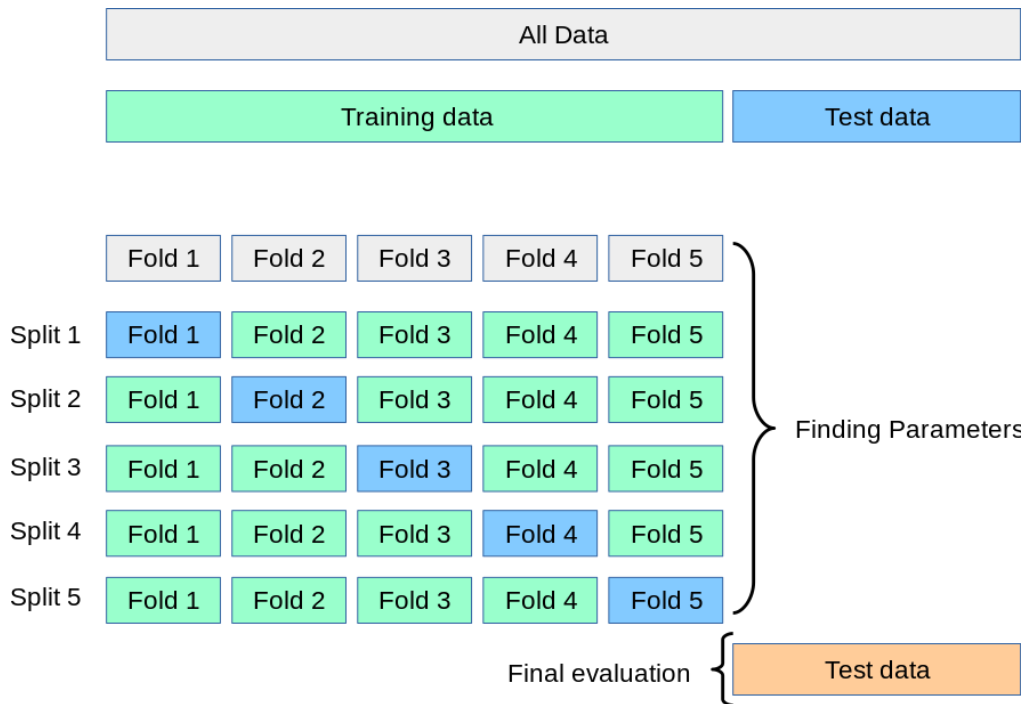 All Data
Training data Test data
Fold 1 Fold 2 Fold 3 Fold 4 Fold 5
Split 1 Fold 1 Fold 2 Fold 3 Fold 4 Fold 5
Split 2 Fold 1 Fold 2 Fold 3 Fold 4 Fold 5
Finding Parameters
Split 3 Fold 1 Fold 2 Fold 3 Fold 4 Fold 5
Split 4 Fold 1 Fold 2 Fold 3 Fold 4 Fold 5
Split 5 Fold 1 Fold 2 Fold 3 Fold 4 Fold 5
Final evaluation Test data